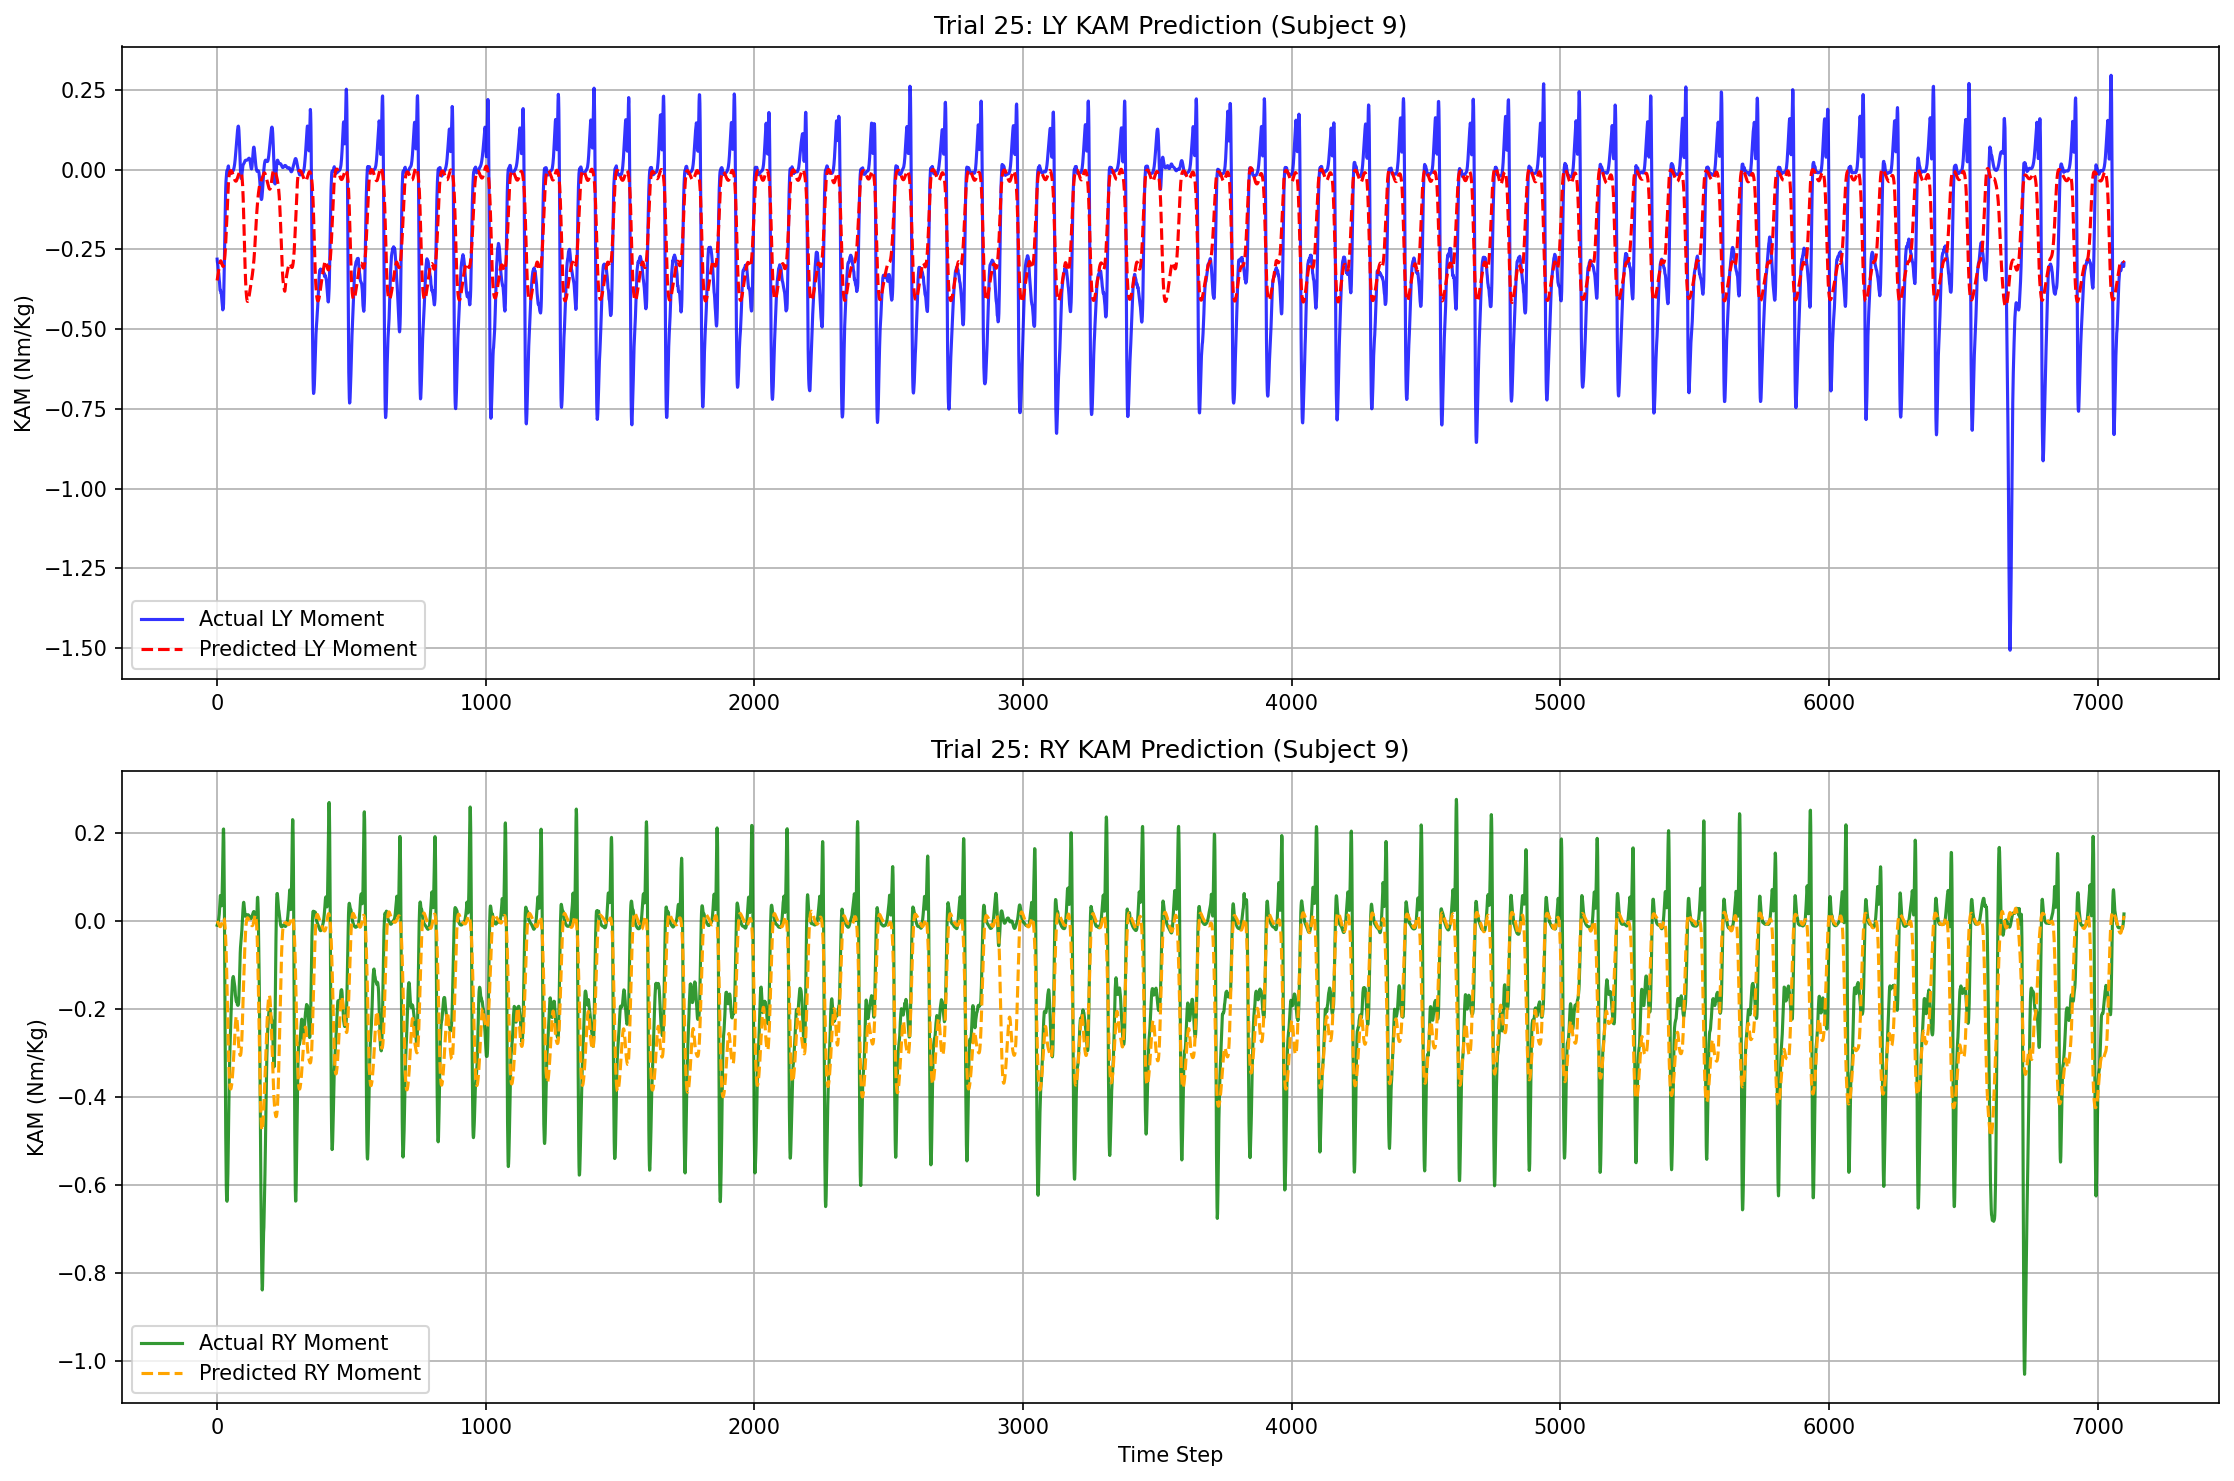 Trial 25: LY KAM Prediction (Subject 9)
KAM (Nm/Kg)
0.25
0.00
−0.25
−0.50
−0.75
−1.00
−1.25
−1.50
Actual LY Moment
Predicted LY Moment
0 1000 2000 3000 4000 5000 6000 7000
Trial 25: RY KAM Prediction (Subject 9)
KAM (Nm/Kg)
0.2
0.0
−0.2
−0.4
−0.6
−0.8
−1.0
Actual RY Moment
Predicted RY Moment
0 1000 2000 3000 4000 5000 6000 7000
Time Step